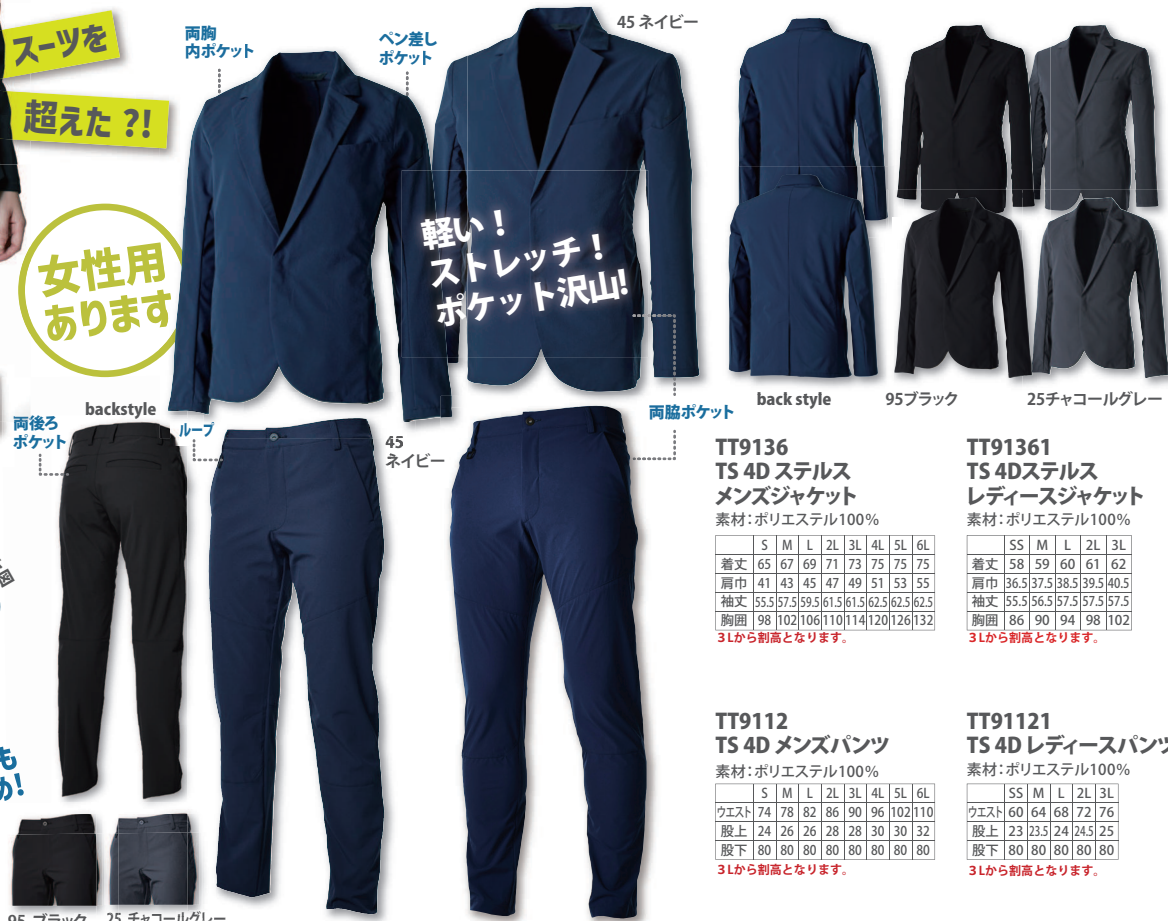 スーツを
超えた ?!
女性用
あります
両胸
内ポケット
ペン差し
ポケット
45 ネイビー
軽い！
ストレッチ！
ポケット沢山!
両脇ポケット
back style
95ブラック
25チャコールグレー
backstyle
両後ろ
ポケット
ループ
45
ネイビー
図
も
め!
95 ブラック
25 チャコールグレー
TT9136
TS 4D ステルス
メンズジャケット
素材：ポリエステル100%
S M L 2L 3L 4L 5L 6L
着丈 65 67 69 71 73 75 75 75
肩巾 41 43 45 47 49 51 53 55
袖丈 55.5 57.5 59.5 61.5 61.5 62.5 62.5 62.5
胸囲 98 102 106 110 114 120 126 132
３Lから割高となります。
TT91361
TS 4Dステルス
レディースジャケット
素材：ポリエステル100%
SS M L 2L 3L
着丈 58 59 60 61 62
肩巾 36.5 37.5 38.5 39.5 40.5
袖丈 55.5 56.5 57.5 57.5 57.5
胸囲 86 90 94 98 102
３Lから割高となります。
TT9112
TS 4D メンズパンツ
素材：ポリエステル100%
S M L 2L 3L 4L 5L 6L
ウエスト 74 78 82 86 90 96 102 110
股上 24 26 26 28 28 30 30 32
股下 80 80 80 80 80 80 80 80
３Lから割高となります。
TT91121
TS 4D レディースパンツ
素材：ポリエステル100%
SS M L 2L 3L
ウエスト 60 64 68 72 76
股上 23 23.5 24 24.5 25
股下 80 80 80 80 80
３Lから割高となります。